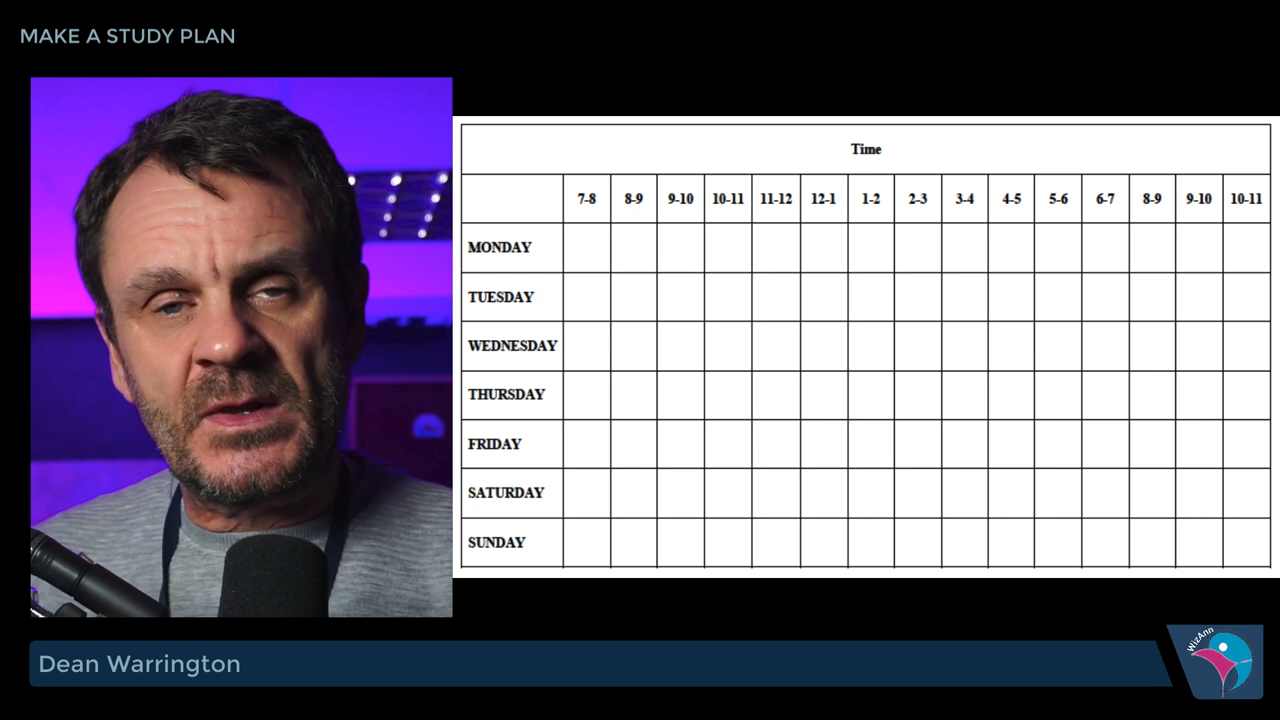 MAKE A STUDY PLAN
Time
7-8 8-9 9-10 10-11 11-12 12-1 1-2 2-3 3-4 4-5 5-6 6-7 8-9 9-10 10-11
MONDAY
TUESDAY
WEDNESDAY
THURSDAY
FRIDAY
SATURDAY
SUNDAY
Dean Warrington
WizAnn